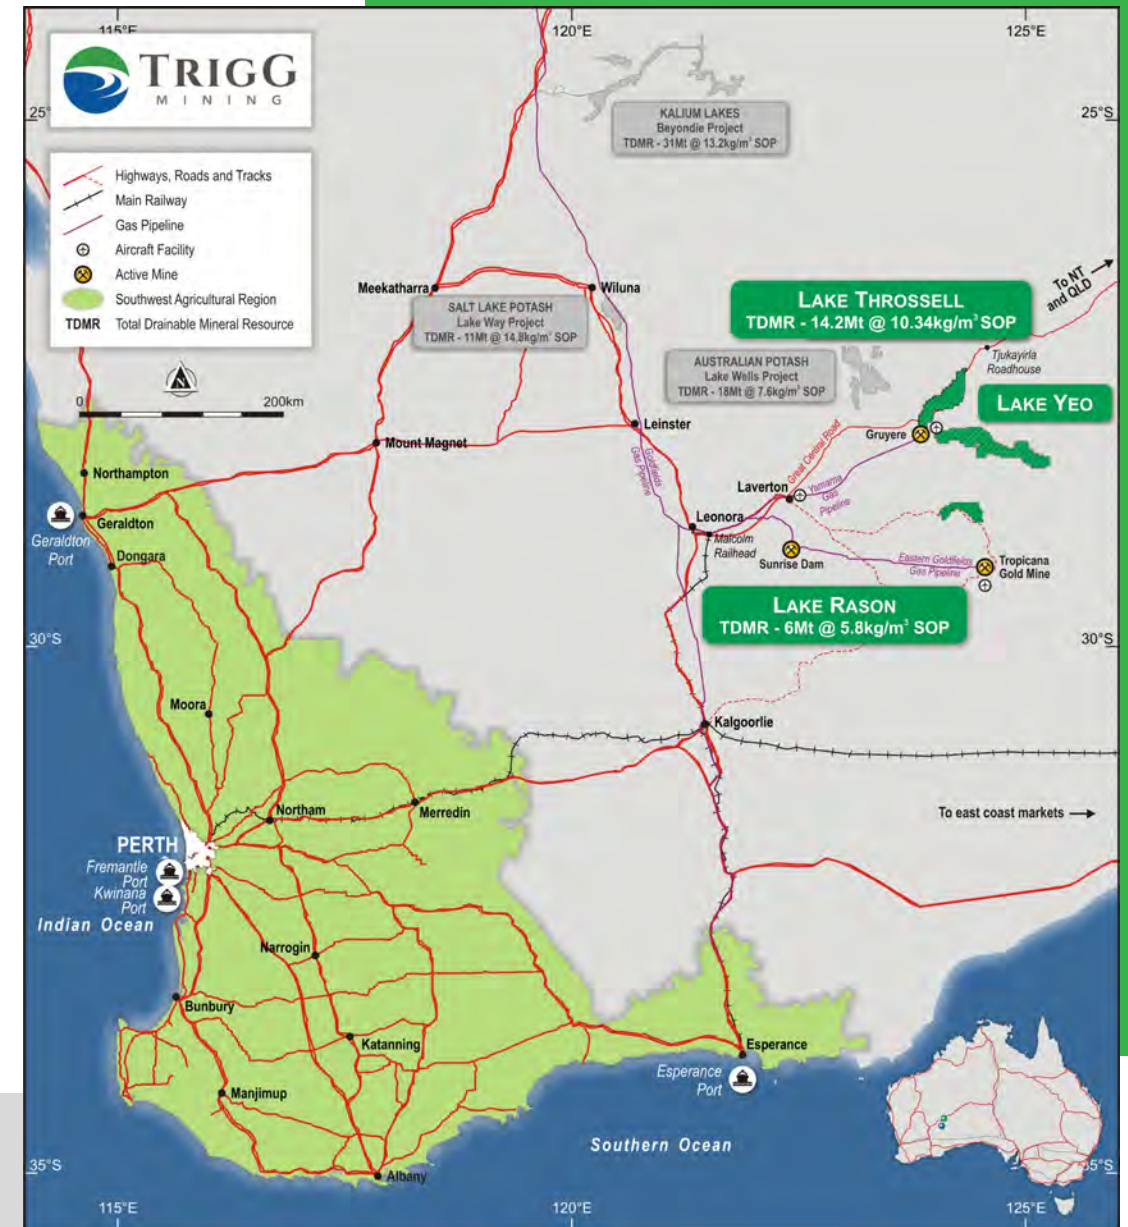 115°E
120°E
125°E
TRIGG
MINING
25°
25°S
KALIUM LAKES
Beyondie Project
TDMR - 31Mt @ 13.2kg/m³ SOP
Highways, Roads and Tracks
Main Railway
Gas Pipeline
Aircraft Facility
Active Mine
Southwest Agricultural Region
TDMR Total Drainable Mineral Resource
N
0 200km
To NT
and QLD
Meekatharra
Wiluna
SALT LAKE POTASH
Lake Way Project
TDMR - 11Mt @ 14.8kg/m³ SOP
LAKE THROSSELL
TDMR - 14.2Mt @ 10.34kg/m³ SOP
Tjukayirla
Roadhouse
AUSTRALIAN POTASH
Lake Wells Project
TDMR - 18Mt @ 7.6kg/m³ SOP
LAKE YEO
Leinster
Mount Magnet
Gruyere
Great Central Road
Goldfields
Gas Pipeline
Northampton
Laverton
Yamarna
Gas
Pipeline
Geraldton
Geraldton
Port
Leonora
Malcolm
Railhead
Dongara
Sunrise Dam
Eastern Goldfields
Gas Pipeline
Tropicana
Gold Mine
LAKE RASON
TDMR - 6Mt @ 5.8kg/m³ SOP
30°S
30°S
Moora
Kalgoorlie
Northam
Merredin
To east coast markets
PERTH
Fremantle
Port
Kwinana
Port
Indian Ocean
Narrogin
Bunbury
Katanning
Esperance
Esperance
Port
Manjimup
Southern Ocean
Albany
35°S
35°S
115°E
120°E
125°E